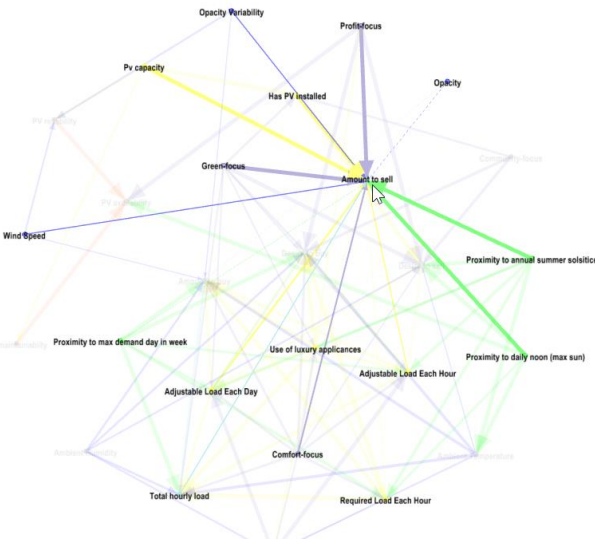 Opacity Variability
Profit-focus
Pv capacity
Opacity
Has PV installed
Green-focus
Amount to sell
Wind Speed
Proximity to annual summer solsitice
Proximity to max demand day in week
Use of luxury applicances
Proximity to daily noon (max sun)
Adjustable Load Each Hour
Adjustable Load Each Day
Comfort-focus
Total hourly load
Required Load Each Hour